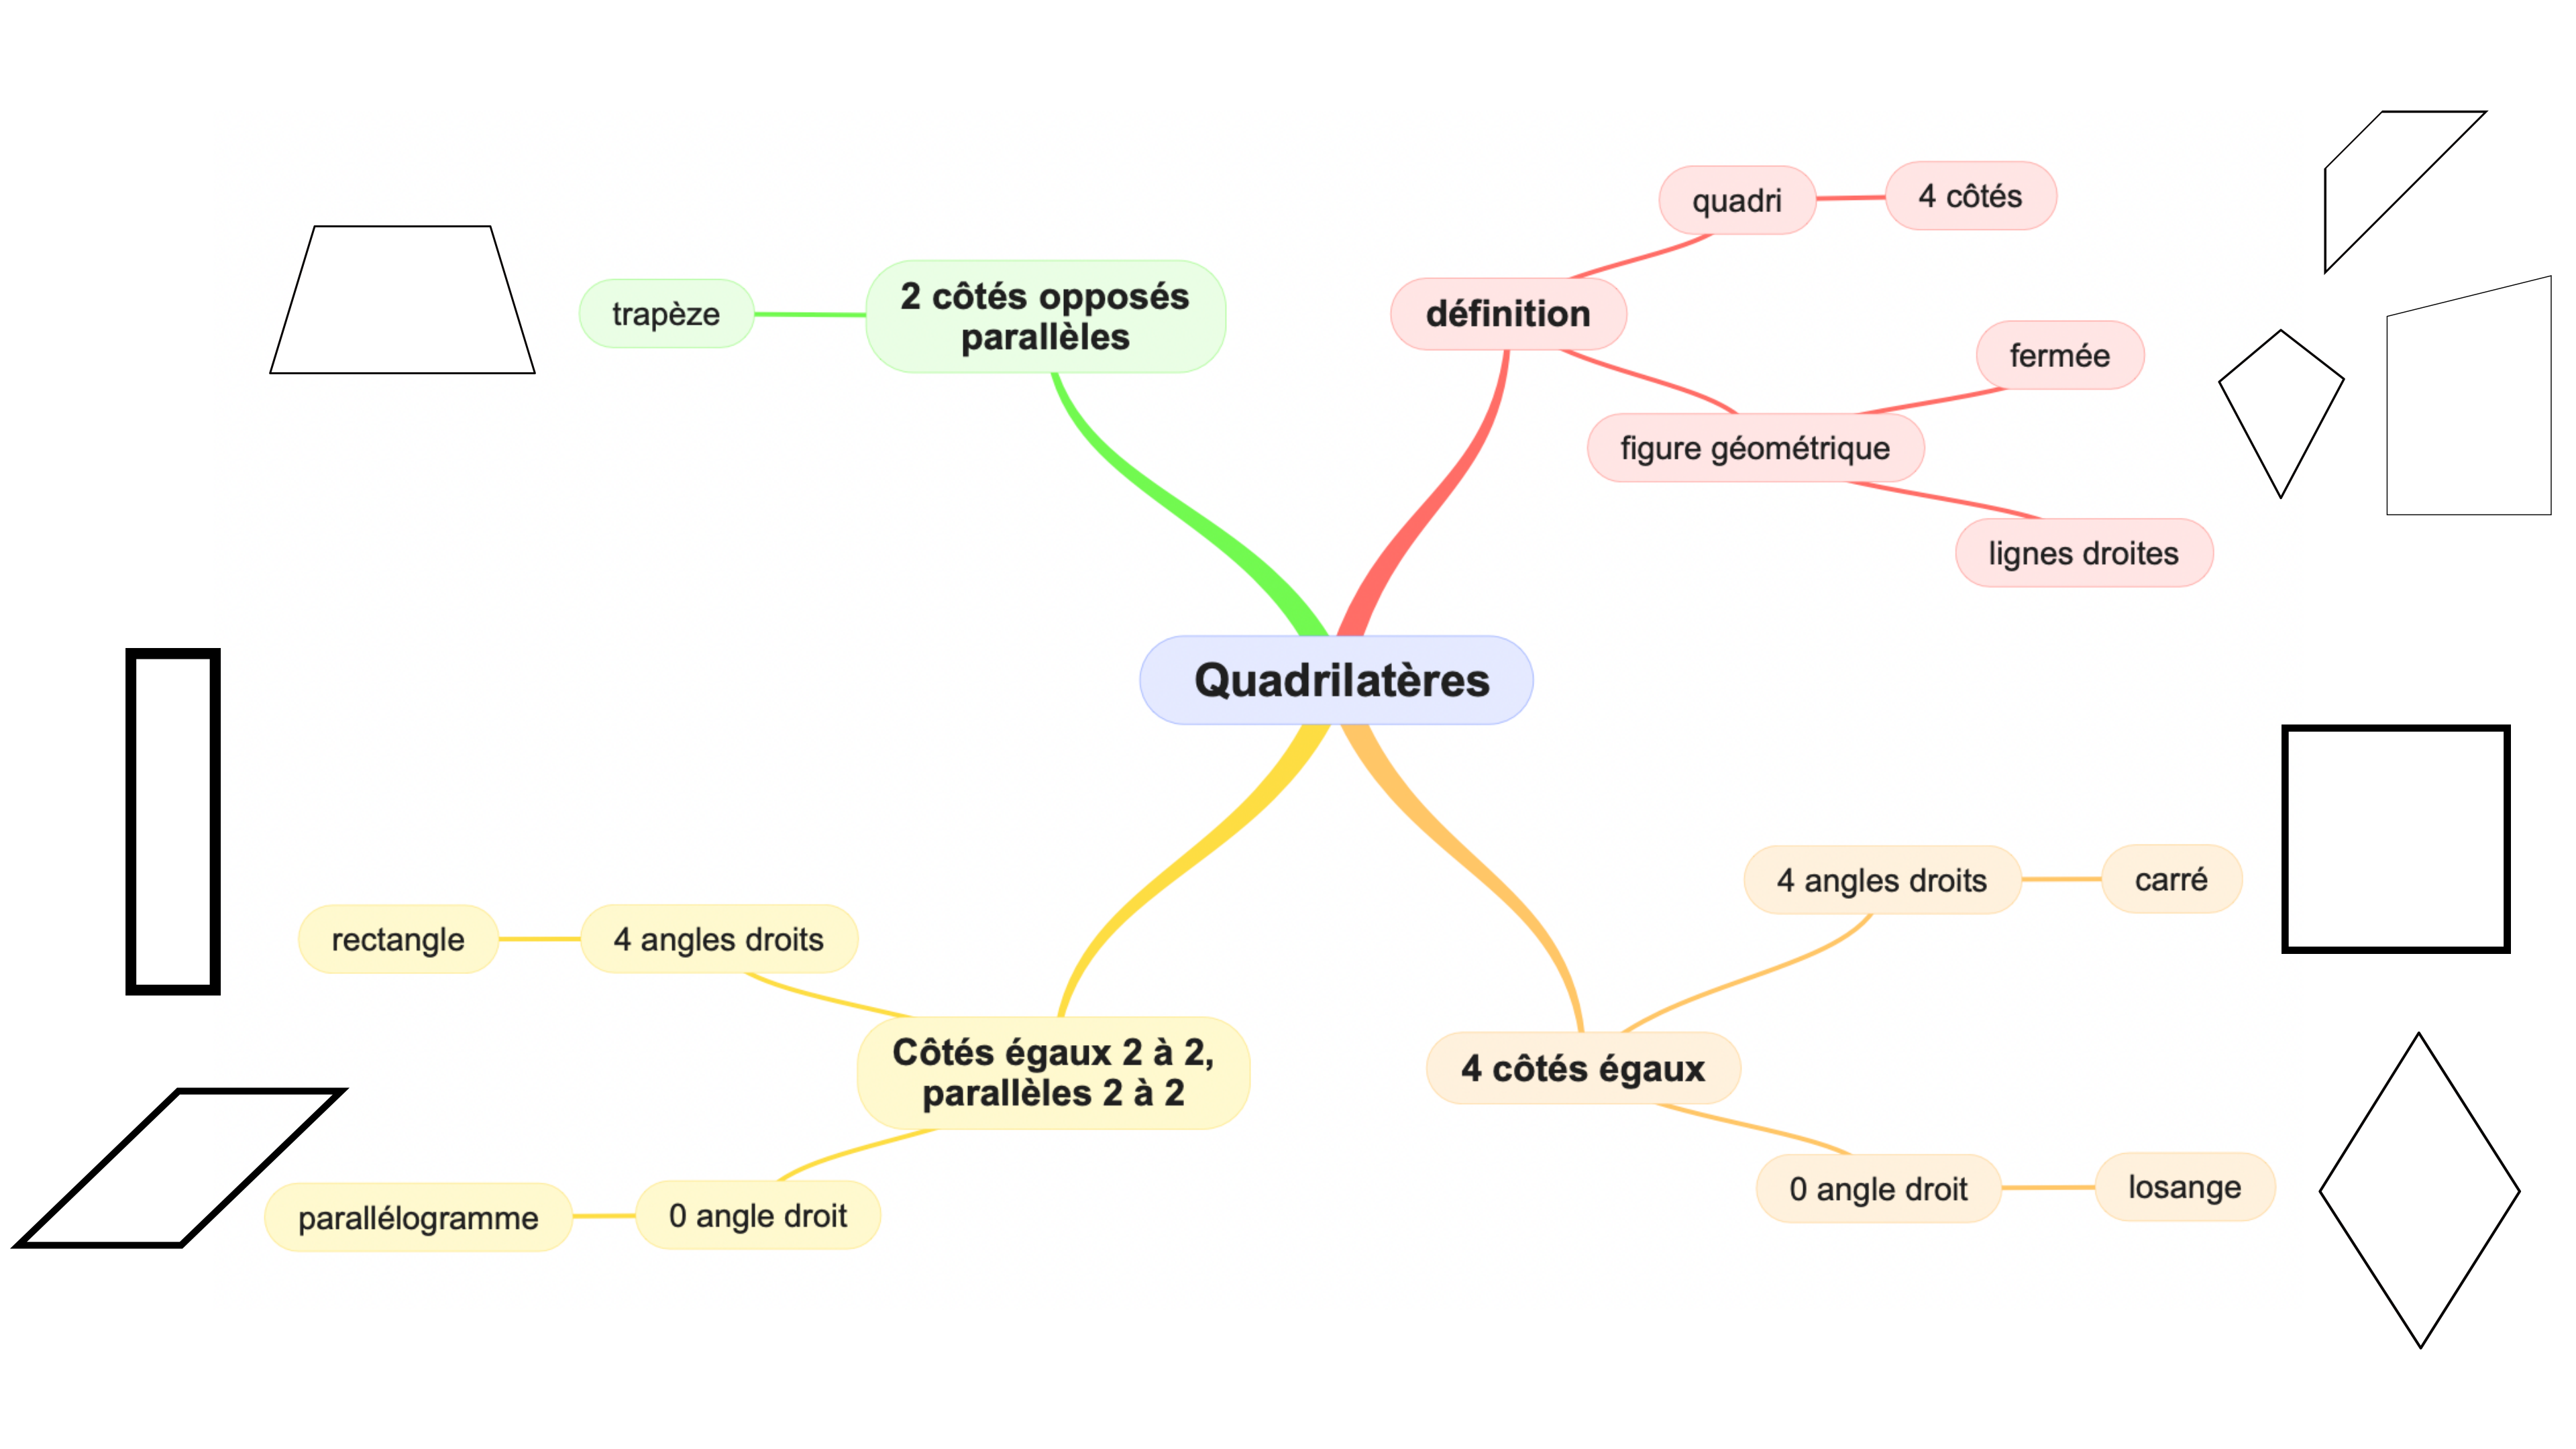 quadri
4 côtés
2 côtés opposés
parallèles
trapèze
définition
fermée
figure géométrique
lignes droites
Quadrilatères
4 angles droits
carré
rectangle
4 angles droits
Côtés égaux 2 à 2,
parallèles 2 à 2
4 côtés égaux
parallélogramme
0 angle droit
0 angle droit
losange